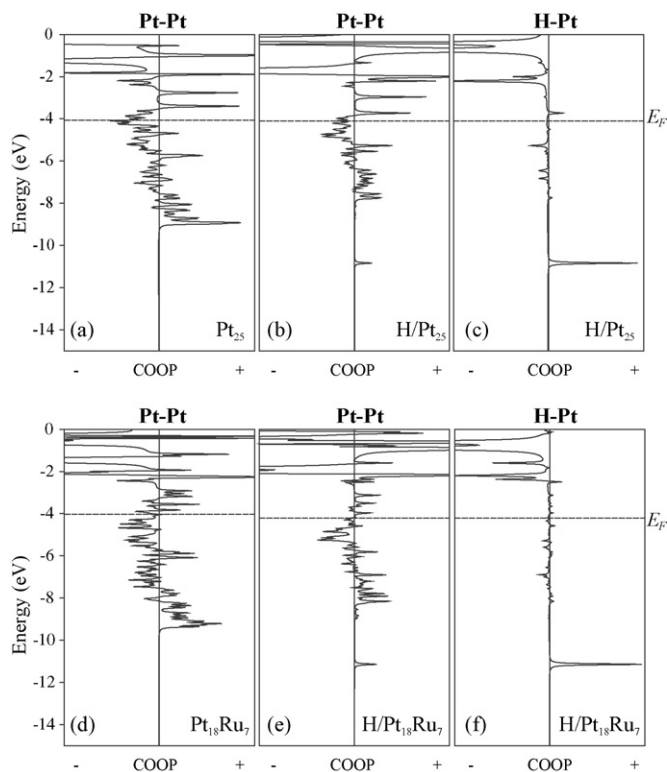 Pt-Pt Pt-Pt H-Pt
0
-2
-4
-6
-8
-10
-12
-14
Energy (eV)
E_F
(a) Pt₂₅ (b) H/Pt₂₅ (c) H/Pt₂₅
- COOP + - COOP + - COOP +
Pt-Pt Pt-Pt H-Pt
0
-2
-4
-6
-8
-10
-12
-14
Energy (eV)
E_F
(d) Pt₁₈Ru₇ (e) H/Pt₁₈Ru₇ (f) H/Pt₁₈Ru₇
- COOP + - COOP + - COOP +